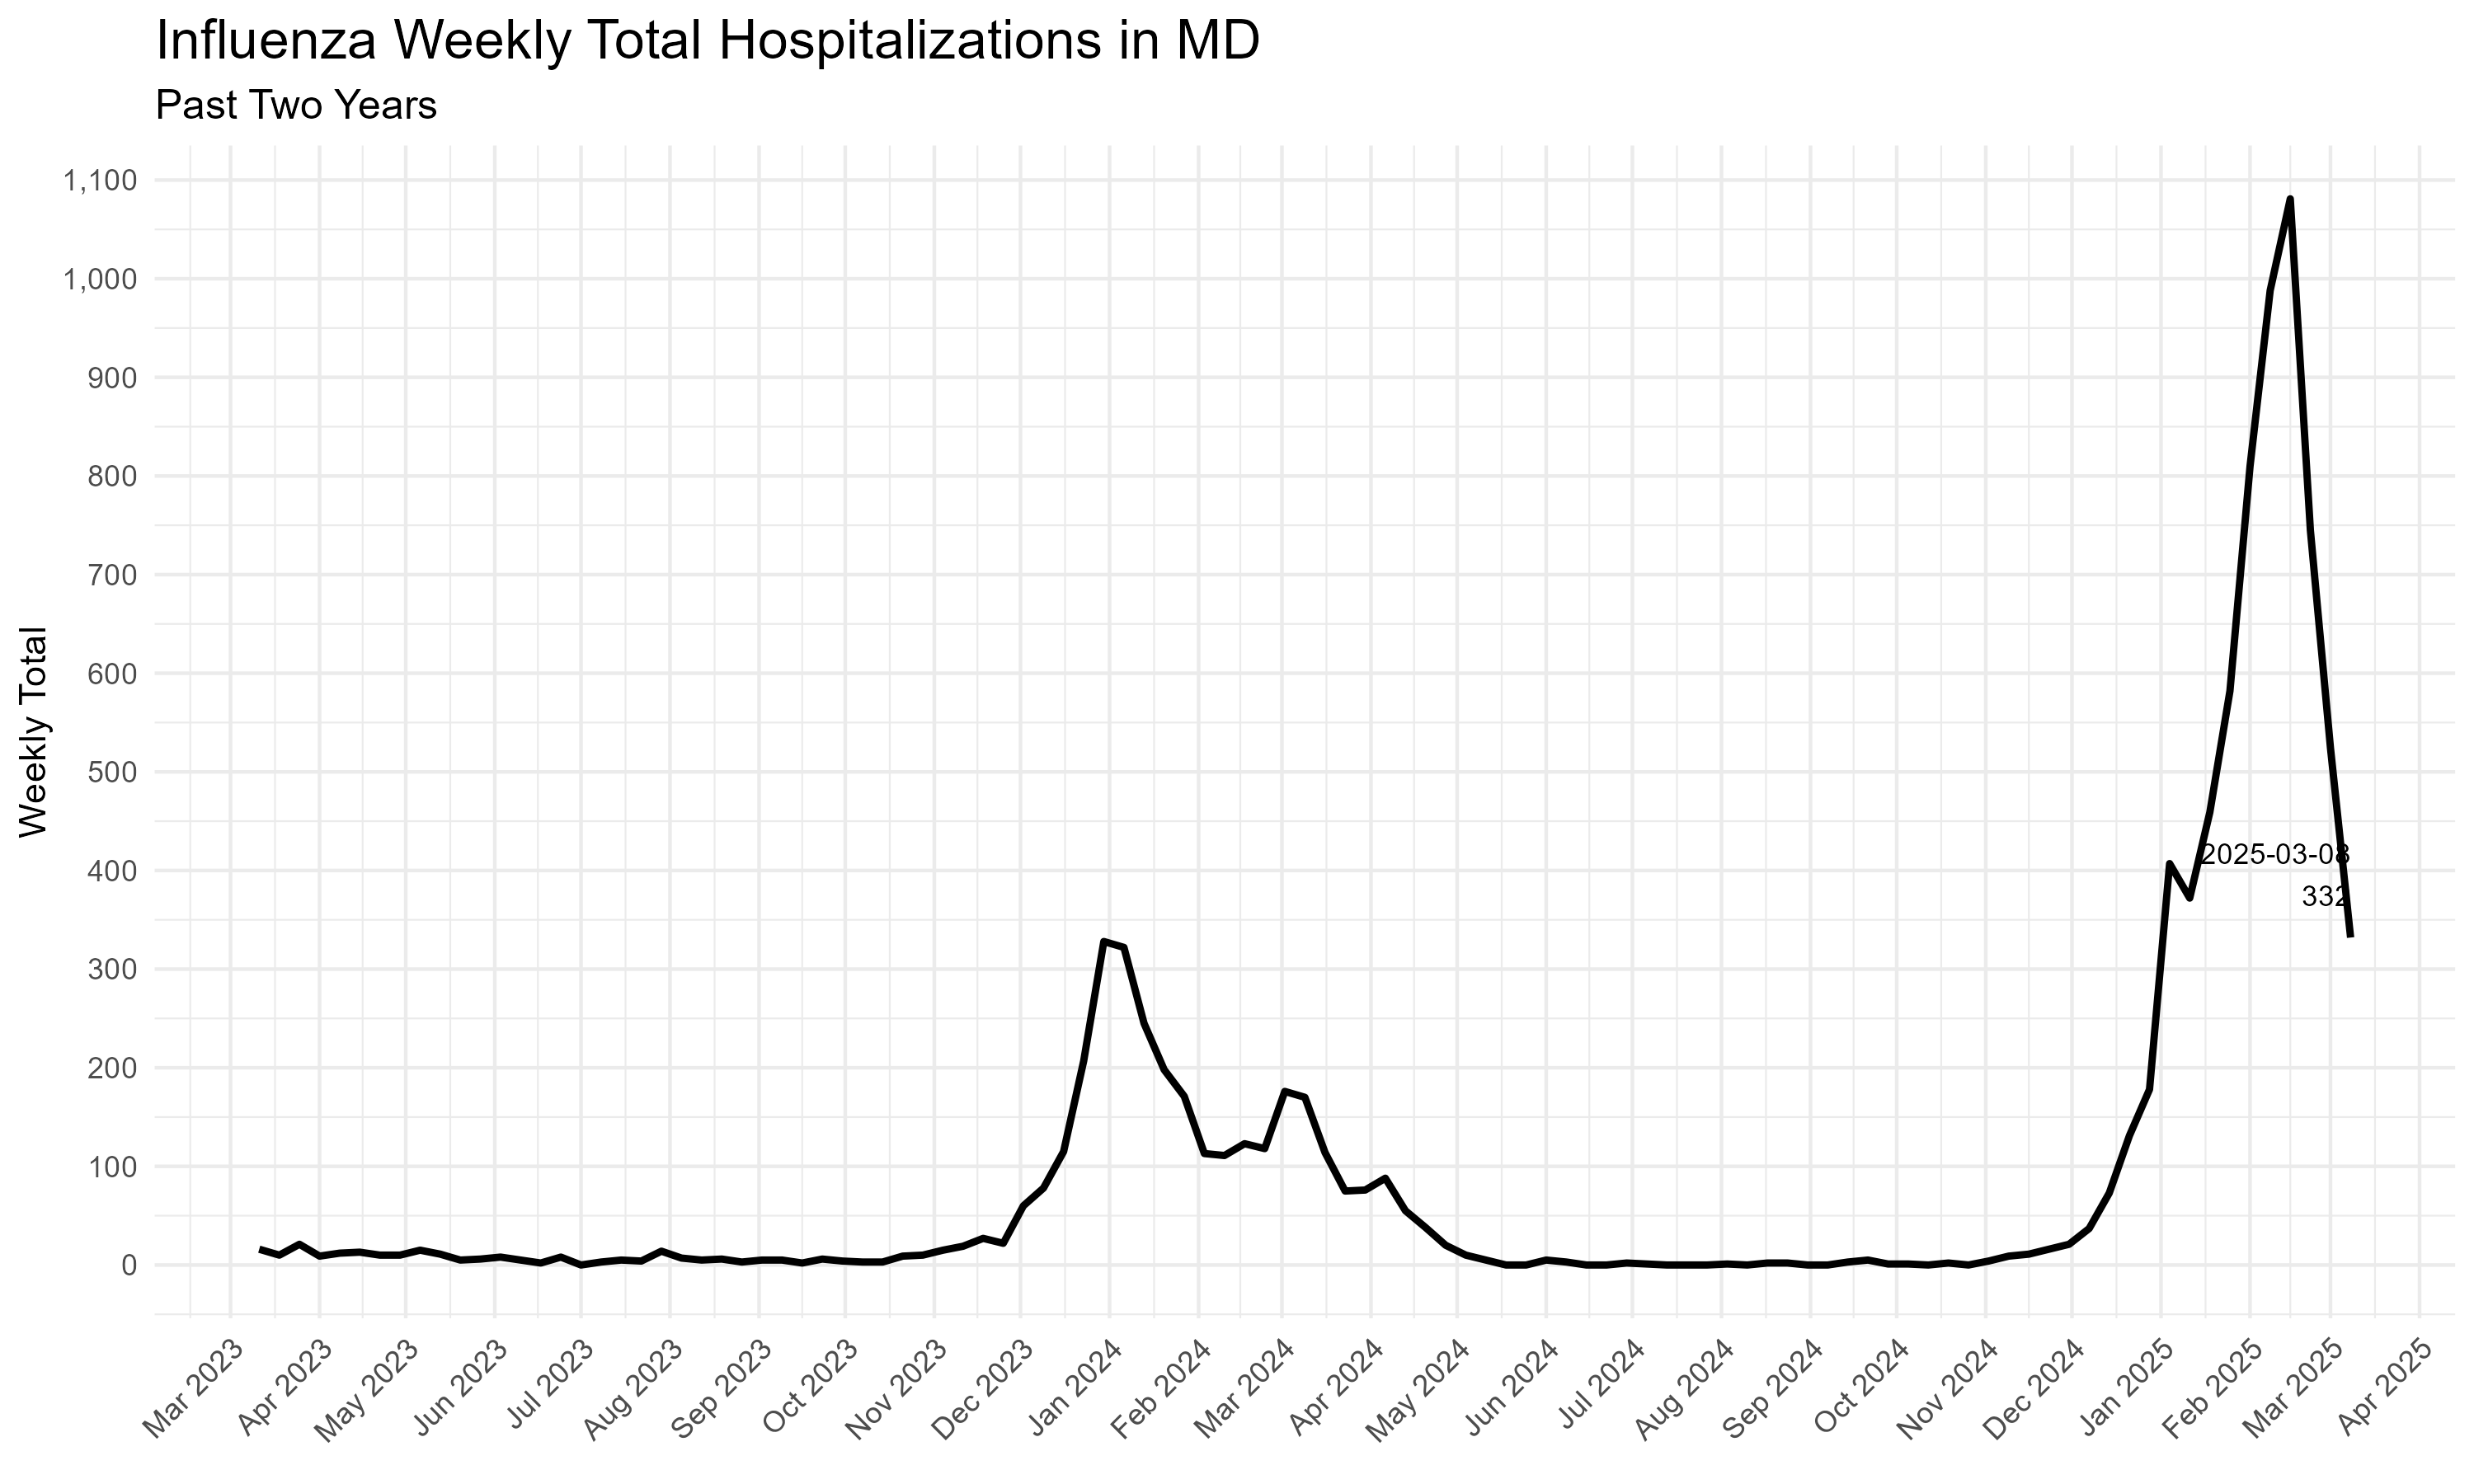 Influenza Weekly Total Hospitalizations in MD
Past Two Years
Weekly Total
1,100
1,000
900
800
700
600
500
400
300
200
100
0
2025-03-08
332
Mar 2023
Apr 2023
May 2023
Jun 2023
Jul 2023
Aug 2023
Sep 2023
Oct 2023
Nov 2023
Dec 2023
Jan 2024
Feb 2024
Mar 2024
Apr 2024
May 2024
Jun 2024
Jul 2024
Aug 2024
Sep 2024
Oct 2024
Nov 2024
Dec 2024
Jan 2025
Feb 2025
Mar 2025
Apr 2025